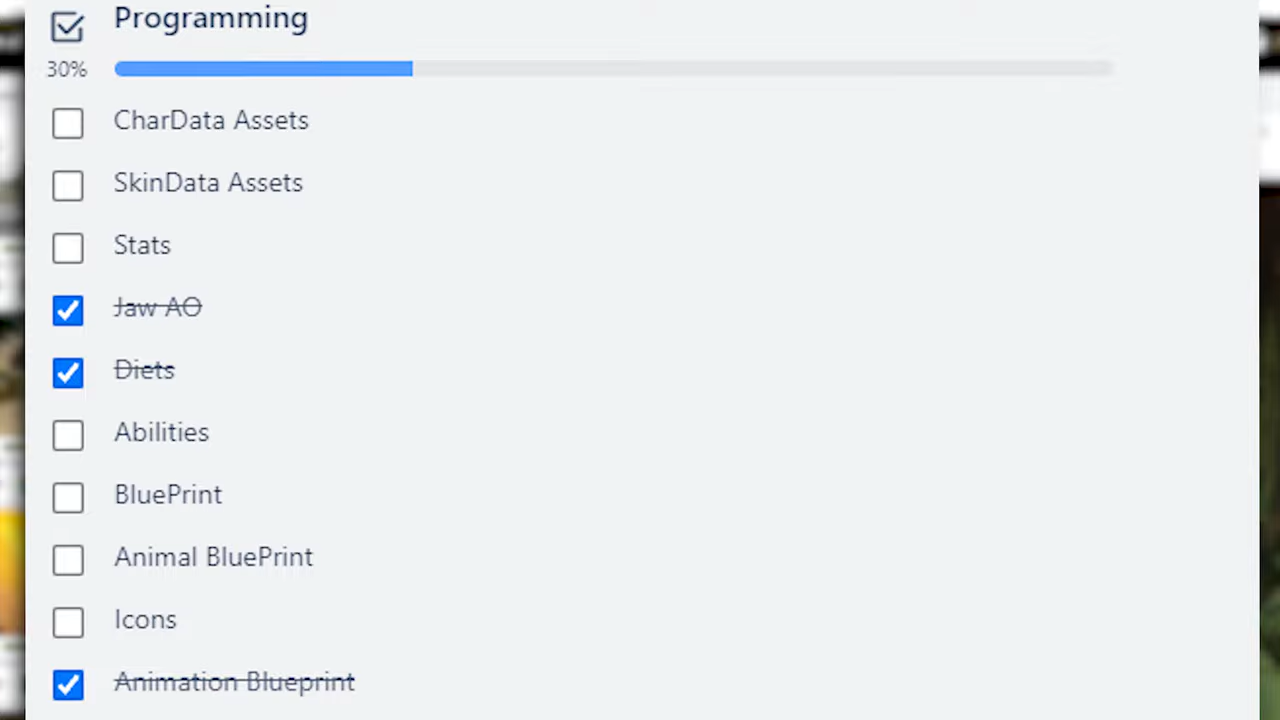 Programming
30%
CharData Assets
SkinData Assets
Stats
Jaw AO
Diets
Abilities
BluePrint
Animal BluePrint
Icons
Animation Blueprint